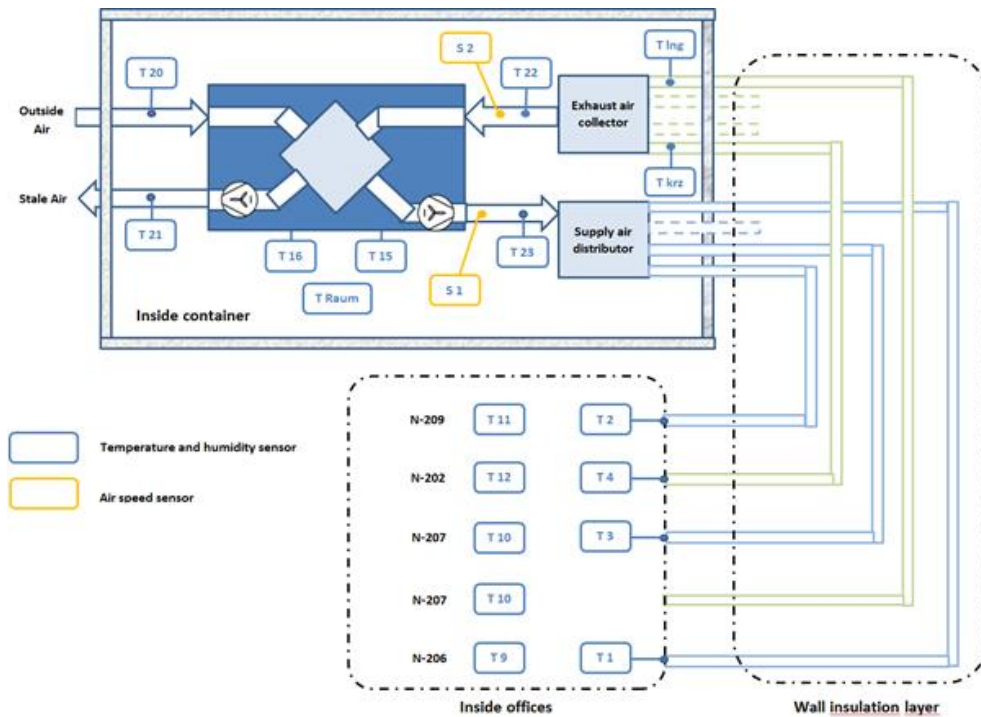 S 2
T lng
T 20
T 22
Outside
Air
Exhaust air
collector
T krz
Stale Air
T 21
T 16
T 15
T 23
Supply air
distributor
T Raum
S 1
Inside container
N-209
T 11
T 2
Temperature and humidity sensor
N-202
T 12
T 4
Air speed sensor
N-207
T 10
T 3
N-207
T 10
N-206
T 9
T 1
Inside offices
Wall insulation layer